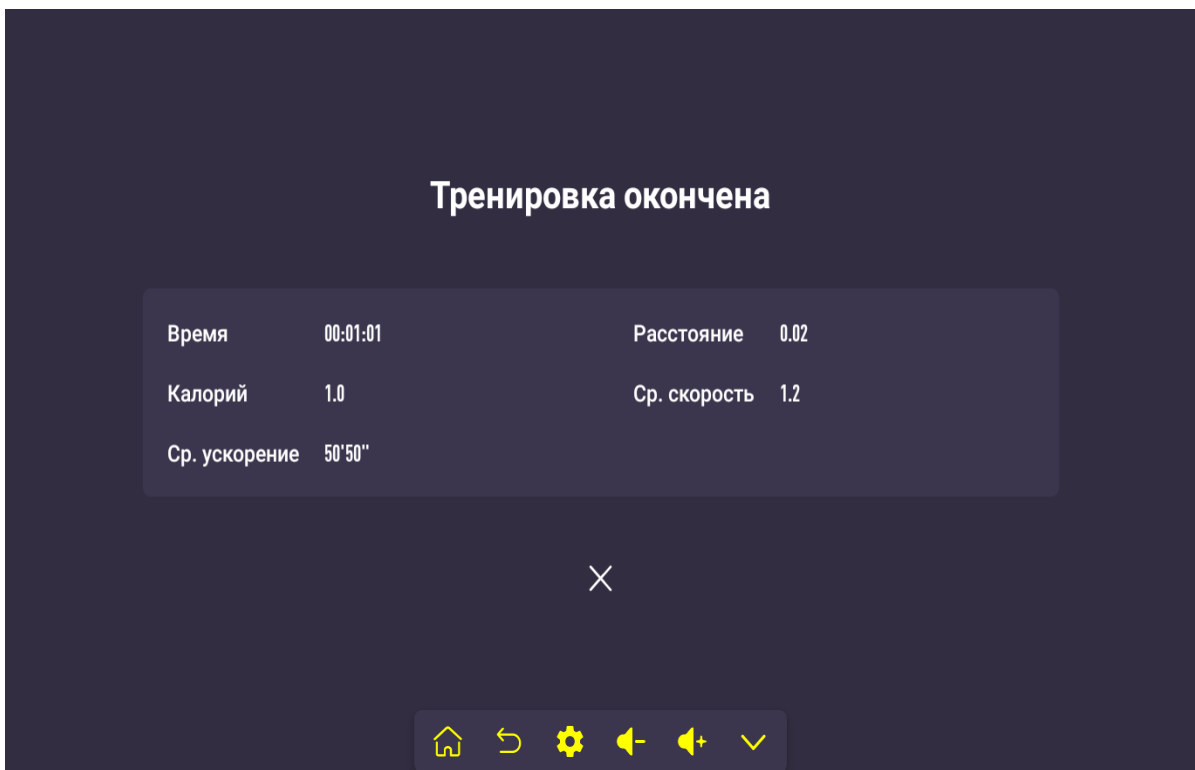 Тренировка окончена
Время 00:01:01 Расстояние 0.02
Калорий 1.0 Ср. скорость 1.2
Ср. ускорение 50'50"